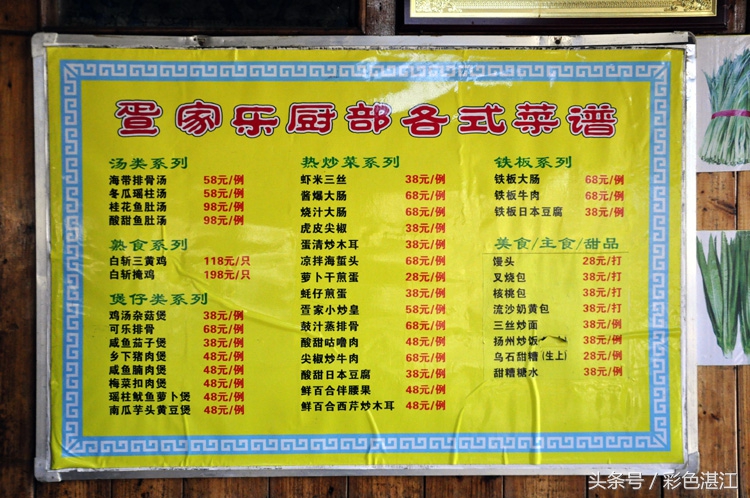 疍家乐厨部各式菜谱
汤类系列
海带排骨汤 58元/例
冬瓜瑶柱汤 58元/例
桂花鱼肚汤 98元/例
酸甜鱼肚汤 98元/例
熟食系列
白斩三黄鸡 118元/只
白斩掩鸡 198元/只
煲仔类系列
鸡汤杂菇煲 38元/例
可乐排骨 68元/例
咸鱼茄子煲 38元/例
乡下猪肉煲 48元/例
咸鱼腩肉煲 48元/例
梅菜扣肉煲 48元/例
瑶柱鱿鱼萝卜煲 48元/例
南瓜芋头黄豆煲 48元/例
热炒菜系列
虾米三丝 38元/例
酱爆大肠 68元/例
烧汁大肠 68元/例
虎皮尖椒 38元/例
蛋清炒木耳 38元/例
凉拌海蜇头 68元/例
萝卜干煎蛋 28元/例
蚝仔煎蛋 38元/例
疍家小炒皇 58元/例
鼓汁蒸排骨 68元/例
酸甜咕噜肉 48元/例
尖椒炒牛肉 68元/例
酸甜日本豆腐 38元/例
鲜百合伴腰果 48元/例
鲜百合西芹炒木耳 48元/例
铁板系列
铁板大肠 68元/例
铁板牛肉 68元/例
铁板日本豆腐 38元/例
美食/主食/甜品
馒头 28元/打
叉烧包 38元/打
核桃包 38元/打
流沙奶黄包 38元/打
三丝炒面 38元/例
扬州炒饭 38元/例
乌石甜糟(生上) 28元/例
甜糟糖水 38元/例
头条号 / 彩色湛江